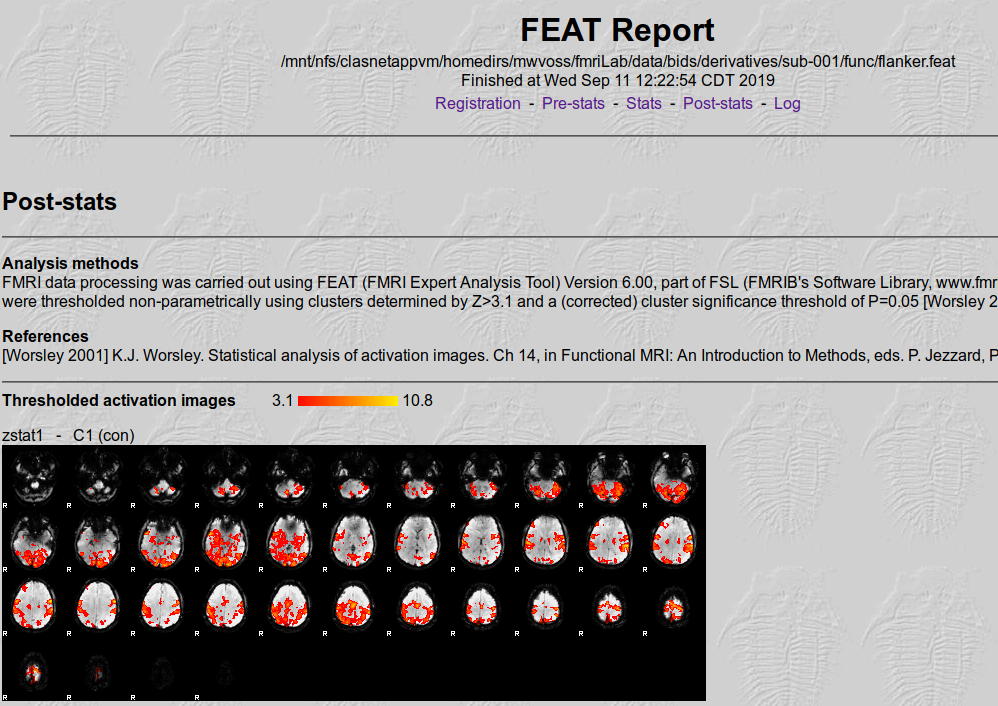 FEAT Report
/mnt/nfs/clasnetappvm/homedirs/mwvoss/fmriLab/data/bids/derivatives/sub-001/func/flanker.feat
Finished at Wed Sep 11 12:22:54 CDT 2019
Registration - Pre-stats - Stats - Post-stats - Log
Post-stats
Analysis methods
FMRI data processing was carried out using FEAT (FMRI Expert Analysis Tool) Version 6.00, part of FSL (FMRIB's Software Library, www.fmr
were thresholded non-parametrically using clusters determined by Z>3.1 and a (corrected) cluster significance threshold of P=0.05 [Worsley 2
References
[Worsley 2001] K.J. Worsley. Statistical analysis of activation images. Ch 14, in Functional MRI: An Introduction to Methods, eds. P. Jezzard, P
Thresholded activation images 3.1 10.8
zstat1 - C1 (con)
R R R R R R R R R R R
R R R R R R R R R R R
R R R R R R R R R R R
R R R R